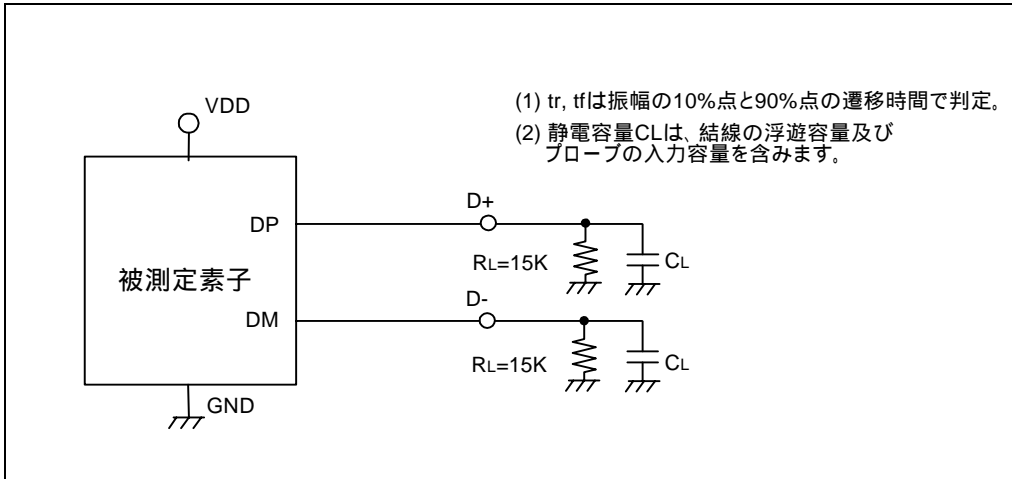 VDD
(1) tr, tfは振幅の10%点と90%点の遷移時間で判定。
(2) 静電容量CLは、結線の浮遊容量及び
プローブの入力容量を含みます。
D+
DP
RL=15K
CL
被測定素子
D-
DM
RL=15K
CL
GND